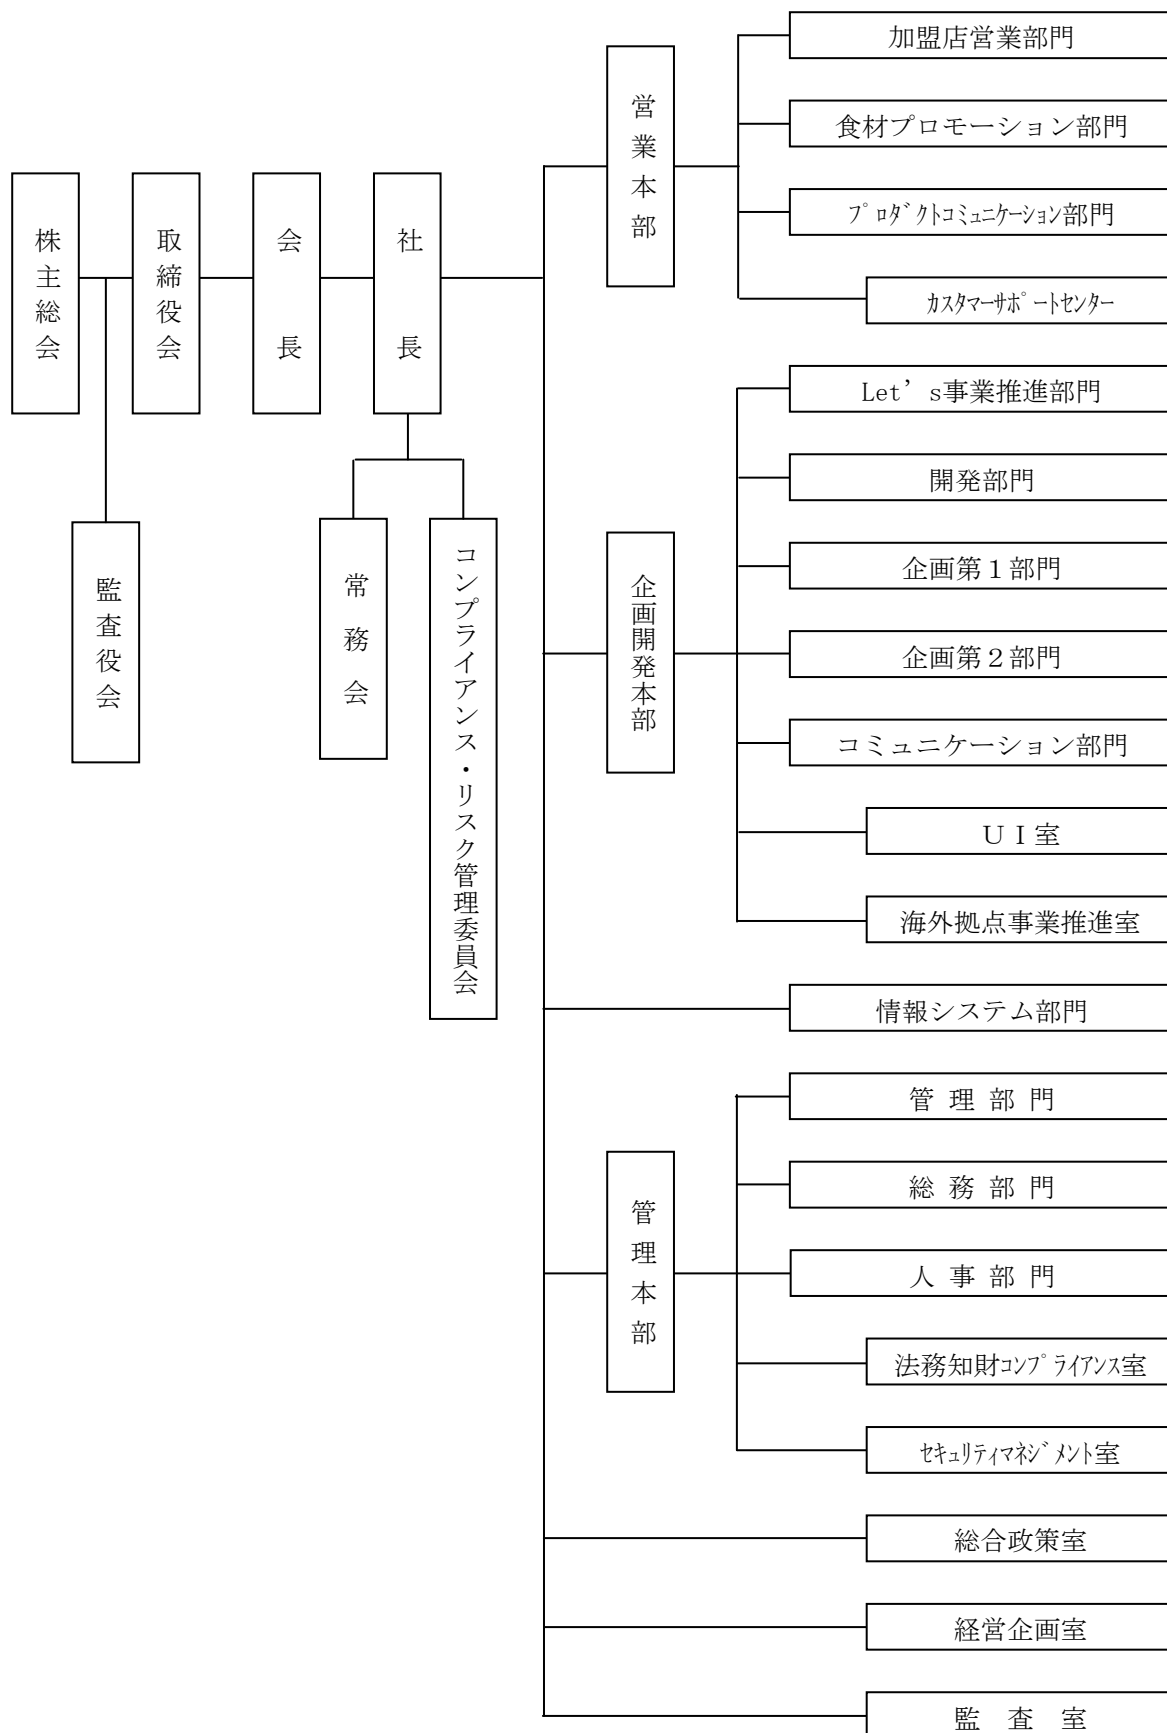 株主総会
取締役会
会長
社長
監査役会
常務会
コンプライアンス・リスク管理委員会
営業本部
加盟店営業部門
食材プロモーション部門
プロダクトコミュニケーション部門
カスタマーサポートセンター
企画開発本部
Let’s事業推進部門
開発部門
企画第１部門
企画第２部門
コミュニケーション部門
ＵＩ室
海外拠点事業推進室
情報システム部門
管理本部
管理部門
総務部門
人事部門
法務知財コンプライアンス室
セキュリティマネジメント室
総合政策室
経営企画室
監査室